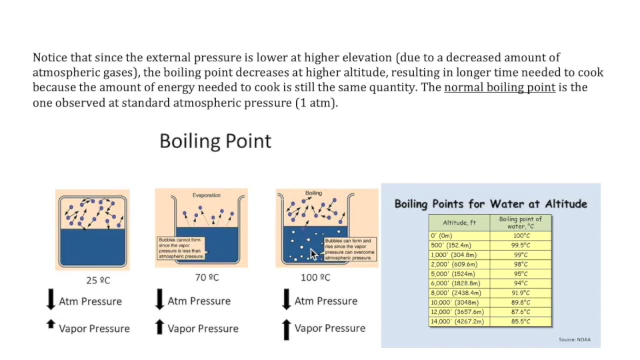 Notice that since the external pressure is lower at higher elevation (due to a decreased amount of
atmospheric gases), the boiling point decreases at higher altitude, resulting in longer time needed to cook
because the amount of energy needed to cook is still the same quantity. The normal boiling point is the
one observed at standard atmospheric pressure (1 atm).
Boiling Point
Evaporation
Bubbles cannot form
since the vapor
pressure is less than
atmospheric pressure.
Boiling
Bubbles can form and
rise since the vapor
pressure can overcome
atmospheric pressure.
25 ºC
70 ºC
100 ºC
Atm Pressure
Atm Pressure
Atm Pressure
Vapor Pressure
Vapor Pressure
Vapor Pressure
Boiling Points for Water at Altitude
Altitude, ft Boiling point of
water, °C
0' (0m) 100°C
500' (152.4m) 99.5°C
1,000' (304.8m) 99°C
2,000' (609.6m) 98°C
5,000' (1524m) 95°C
6,000' (1828.8m) 94°C
8,000' (2438.4m) 91.9°C
10,000' (3048m) 89.8°C
12,000' (3657.6m) 87.6°C
14,000' (4267.2m) 85.5°C
Source: NOAA